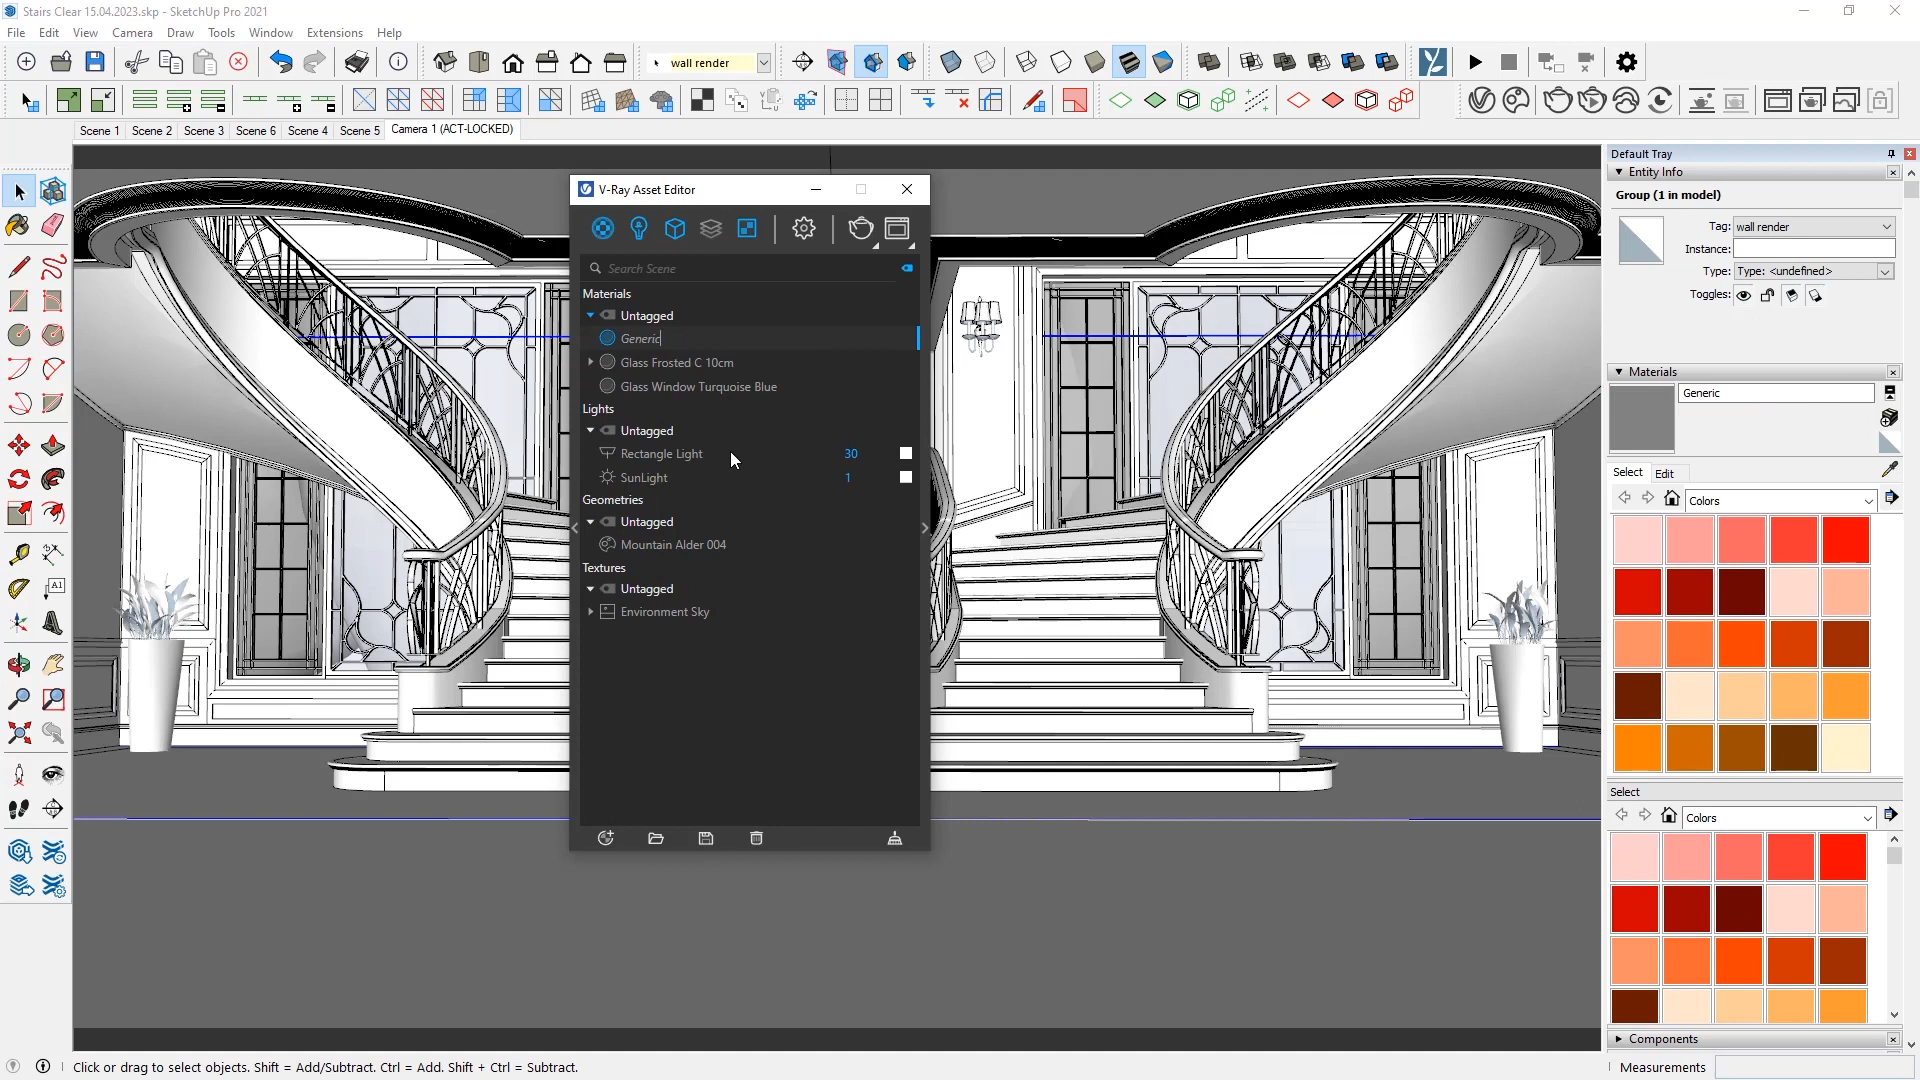 Stairs Clear 15.04.2023.skp - SketchUp Pro 2021
File Edit View Camera Draw Tools Window Extensions Help
wall render
Scene 1 Scene 2 Scene 3 Scene 6 Scene 4 Scene 5 Camera 1 (ACT-LOCKED)
V-Ray Asset Editor
Search Scene
Materials
Untagged
Generic
Glass Frosted C 10cm
Glass Window Turquoise Blue
Lights
Untagged
Rectangle Light 30
SunLight 1
Geometries
Untagged
Mountain Alder 004
Textures
Untagged
Environment Sky
Default Tray
Entity Info
Group (1 in model)
Tag: wall render
Instance:
Type: Type: <undefined>
Toggles:
Materials
Generic
Select Edit
Colors
Select
Colors
Components
A1
Click or drag to select objects. Shift = Add/Subtract. Ctrl = Add. Shift + Ctrl = Subtract.
Measurements